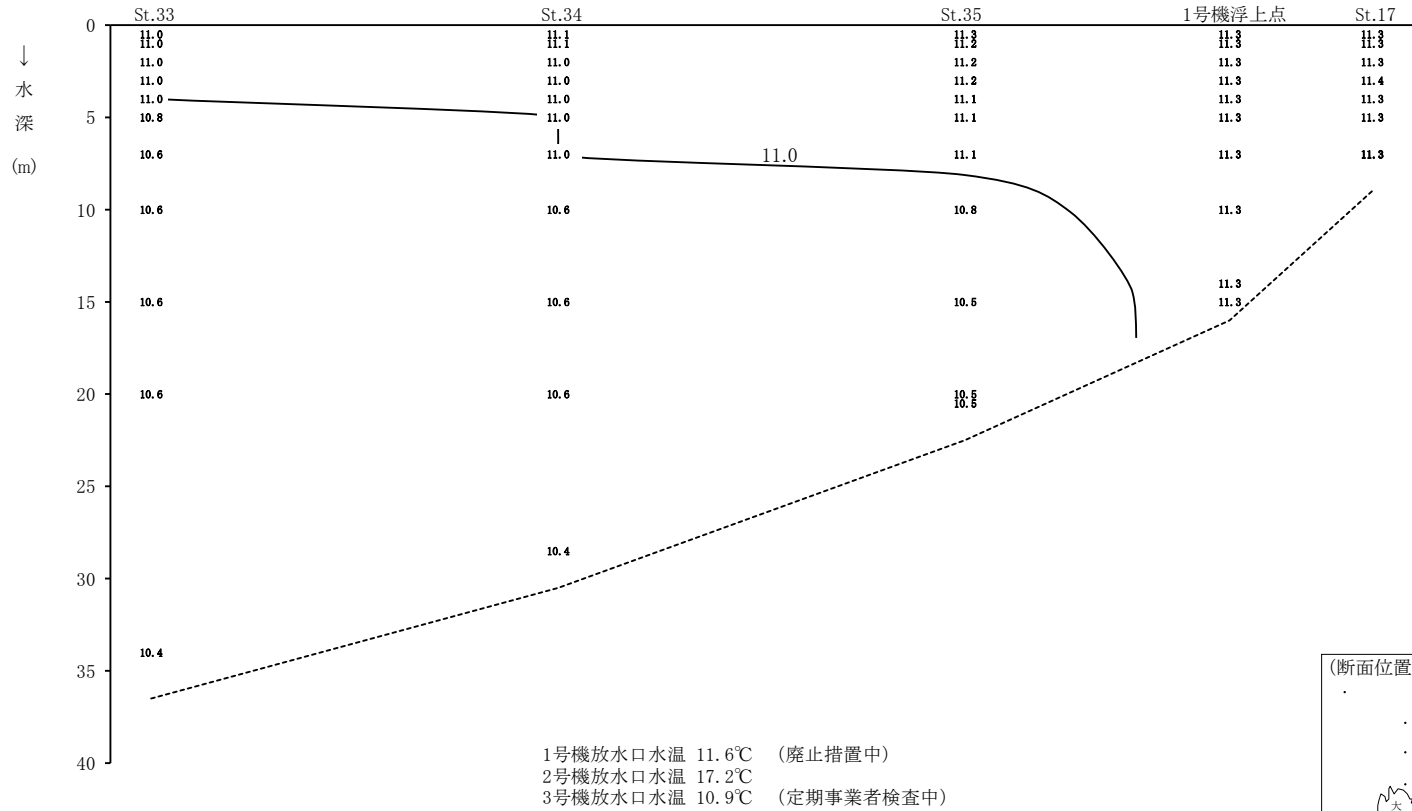 St.33 St.34 St.35 1号機浮上点 St.17
0
11.0 11.1 11.3 11.3 11.3
11.0 11.1 11.2 11.3 11.3
↓
11.0 11.0 11.2 11.3 11.3
水
11.0 11.0 11.2 11.3 11.4
11.0 11.0 11.1 11.3 11.3
深
5
10.8 11.0 11.1 11.3 11.3
(m)
10.6 11.0 11.0 11.1 11.3 11.3
10
10.6 10.6 10.8 11.3
11.3
15
10.6 10.6 10.5 11.3
20
10.6 10.6 10.5
10.5
25
10.4
30
10.4
35
(断面位置
大
40
1号機放水口水温 11.6℃ （廃止措置中）
2号機放水口水温 17.2℃
3号機放水口水温 10.9℃ （定期事業者検査中）